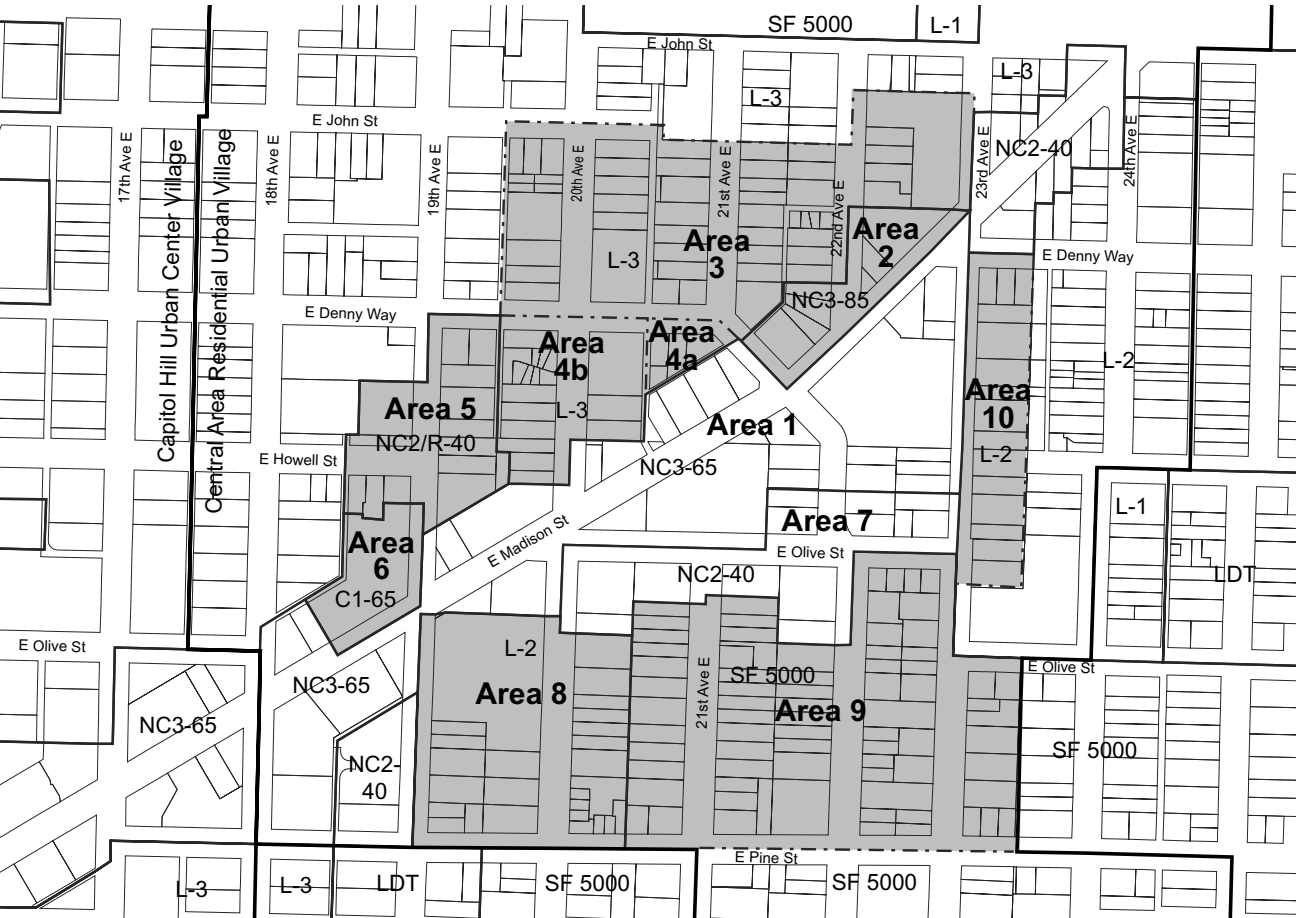 SF 5000
L-1
E John St
L-3
L-3
E John St
NC2-40
17th Ave E
18th Ave E
19th Ave E
20th Ave E
21st Ave E
22nd Ave E
23rd Ave E
24th Ave E
Capitol Hill Urban Center Village
Central Area Residential Urban Village
Area
3
L-3
Area
2
NC3-85
E Denny Way
E Denny Way
Area
4b
L-3
Area
4a
Area 5
NC2/R-40
Area 1
NC3-65
Area
10
L-2
L-2
E Howell St
Area
6
C1-65
E Madison St
Area 7
E Olive St
NC2-40
L-1
LDT
E Olive St
L-2
Area 8
NC3-65
NC3-65
NC2-
40
21st Ave E
SF 5000
Area 9
E Olive St
SF 5000
E Pine St
L-3
L-3
LDT
SF 5000
SF 5000